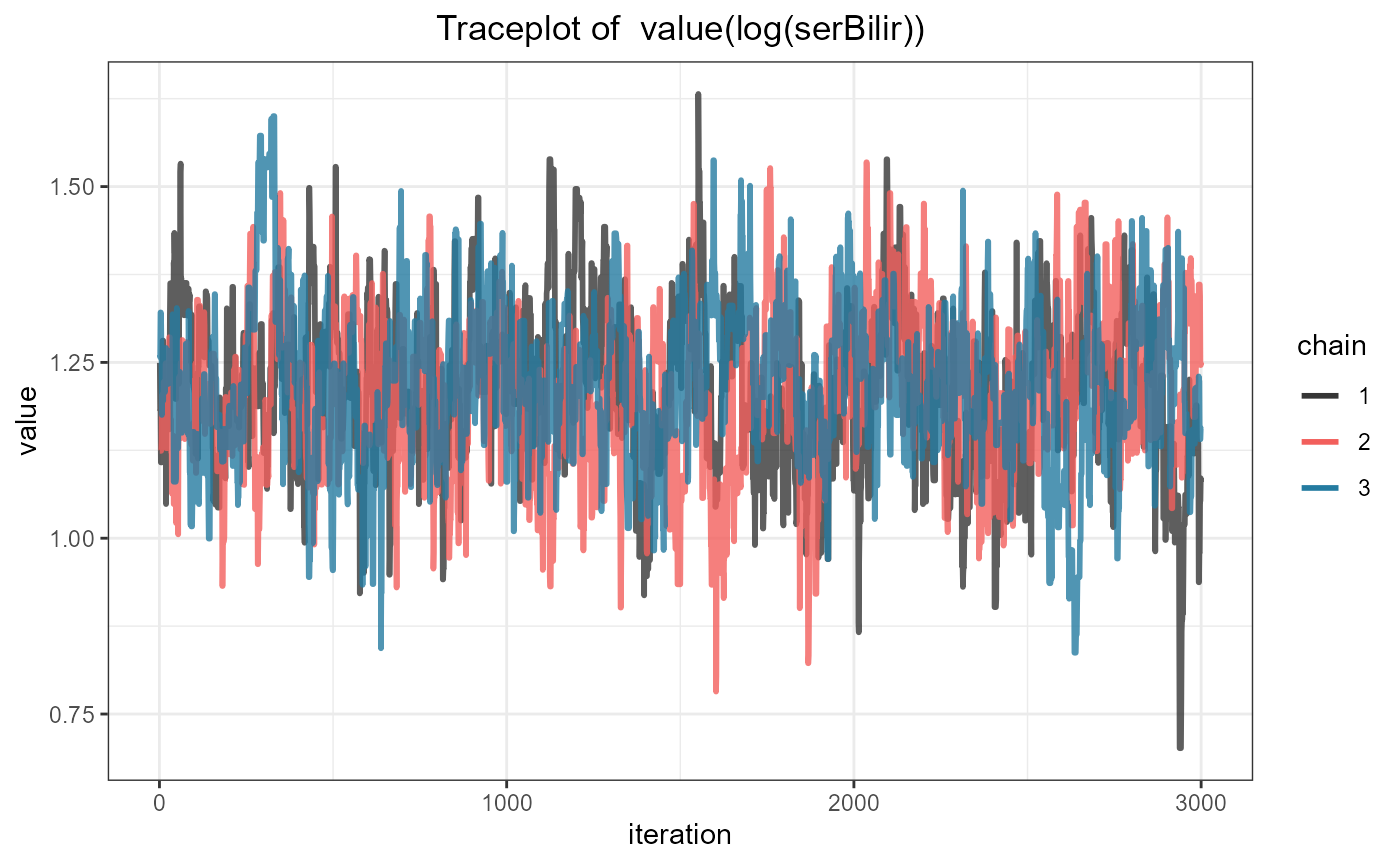 Traceplot of  value(log(serBilir))
value
1.50
1.25
1.00
0.75
0
1000
2000
3000
iteration
chain
1
2
3